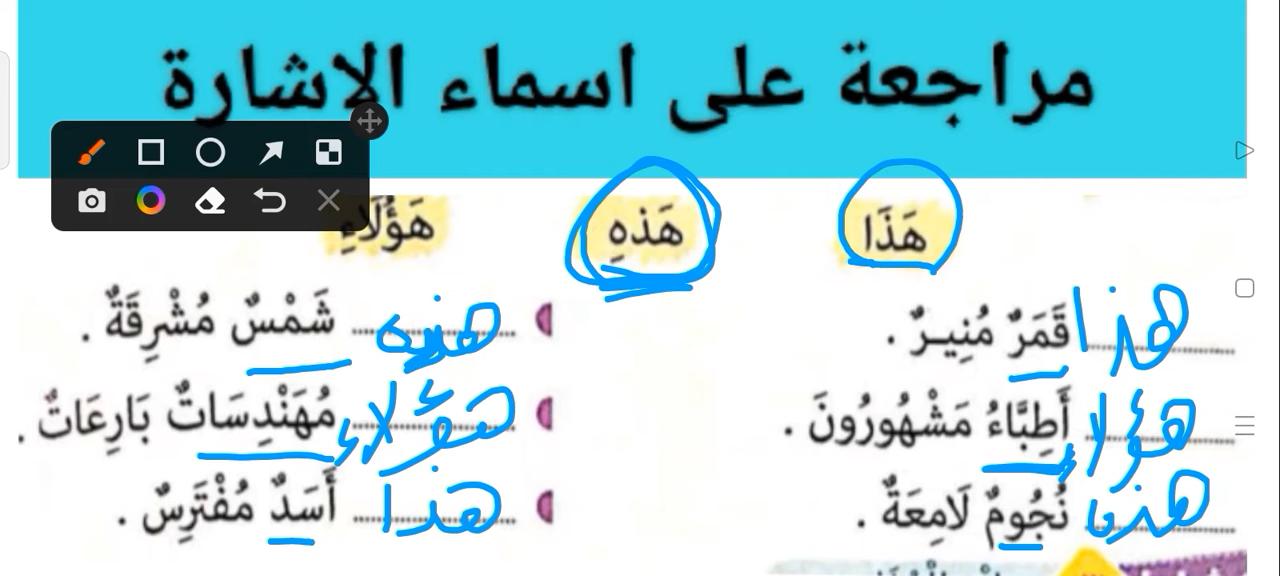 مراجعة على اسماء الاشارة
هَذَا هَذِهِ هَؤُلَاءِ
هذا قَمَرٌ مُنِيرٌ .
هذه شَمْسٌ مُشْرِقَةٌ .
هؤلاء أَطِبَّاءُ مَشْهُورُونَ .
هؤلاء مُهَنْدِسَاتٌ بَارِعَاتٌ .
هذه نُجُومٌ لَامِعَةٌ .
هذا أَسَدٌ مُفْتَرِسٌ .